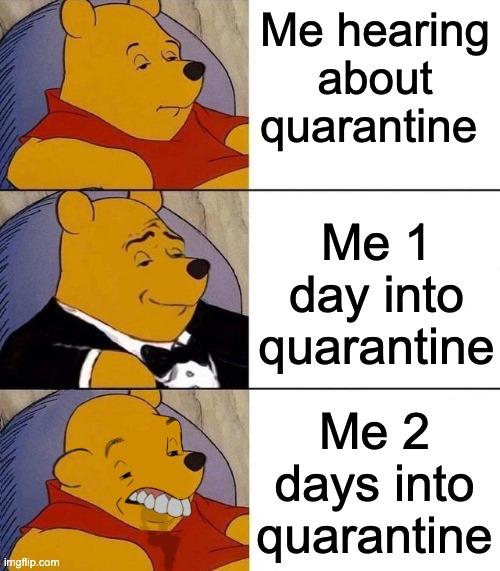 Me hearing
about
quarantine
Me 1
day into
quarantine
Me 2
days into
quarantine
imgflip.com